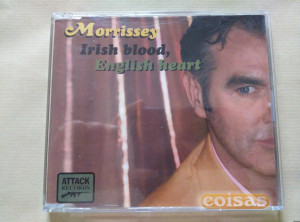 Morrissey
Irish blood,
English heart
ATTACK
RECORDS
coisas